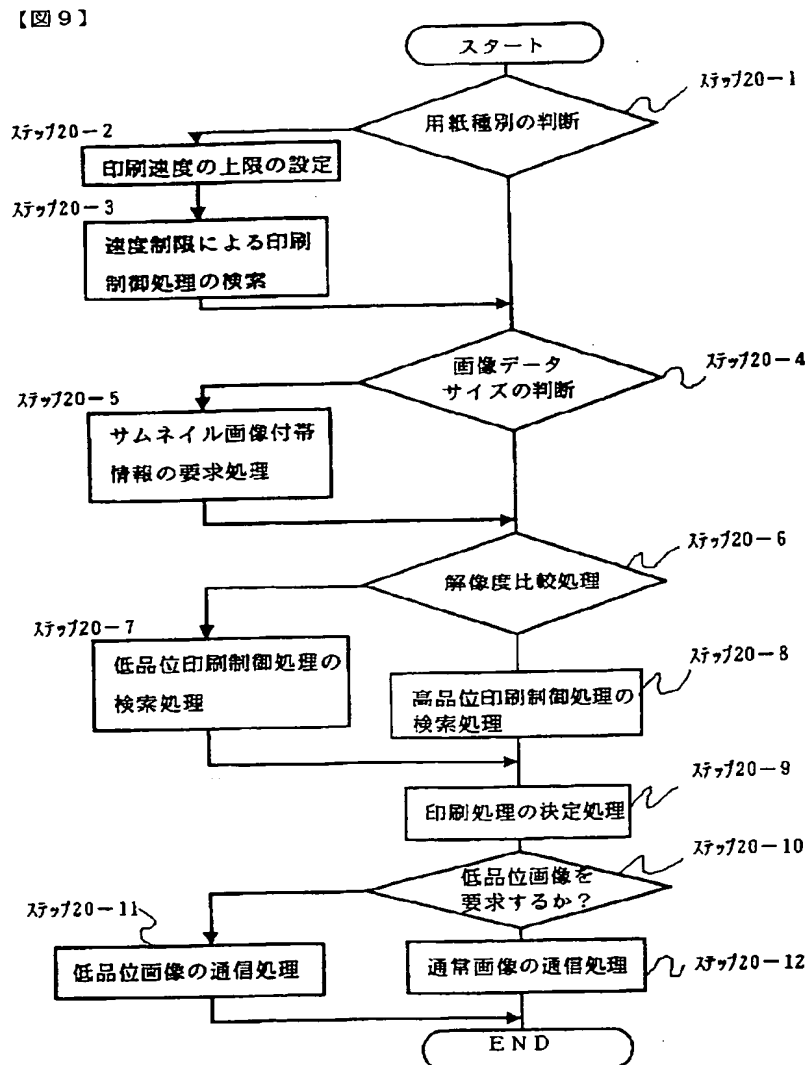 【図9】
スタート
ステップ20-1
用紙種別の判断
ステップ20-2
印刷速度の上限の設定
ステップ20-3
速度制限による印刷
制御処理の検索
画像データ
サイズの判断
ステップ20-4
ステップ20-5
サムネイル画像付帯
情報の要求処理
ステップ20-6
解像度比較処理
ステップ20-7
低品位印刷制御処理の
検索処理
ステップ20-8
高品位印刷制御処理の
検索処理
ステップ20-9
印刷処理の決定処理
ステップ20-10
低品位画像を
要求するか?
ステップ20-11
低品位画像の通信処理
通常画像の通信処理
ステップ20-12
END